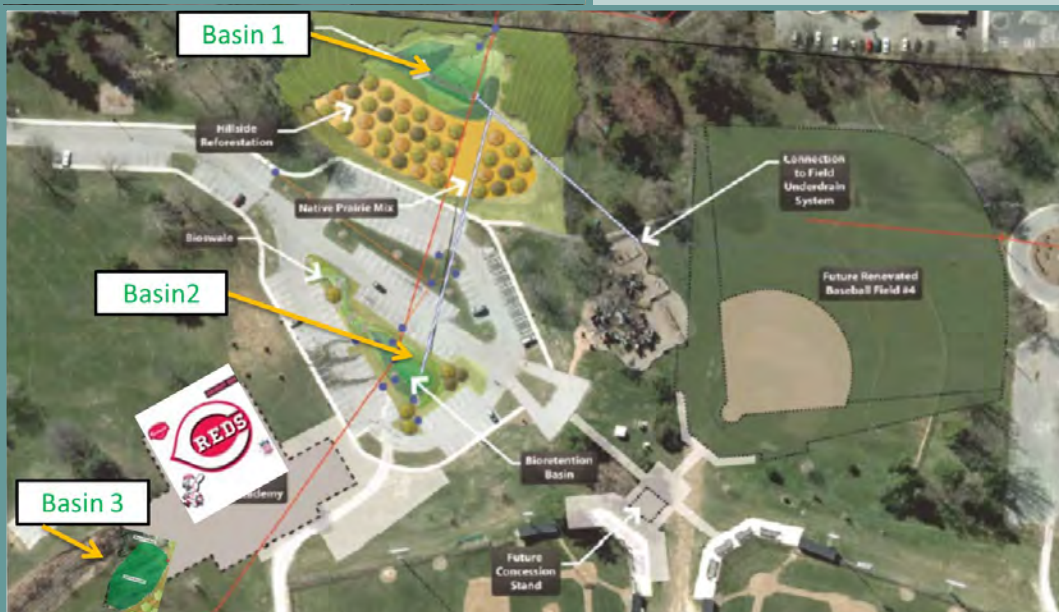 Basin 1
Hillside
Reforestation
Connection
to Field
Underdrain
System
Native Prairie Mix
Bioswale
Basin2
Future Renovated
Baseball Field #4
REDS
Bioretention
Basin
Basin 3
Future
Concession
Stand